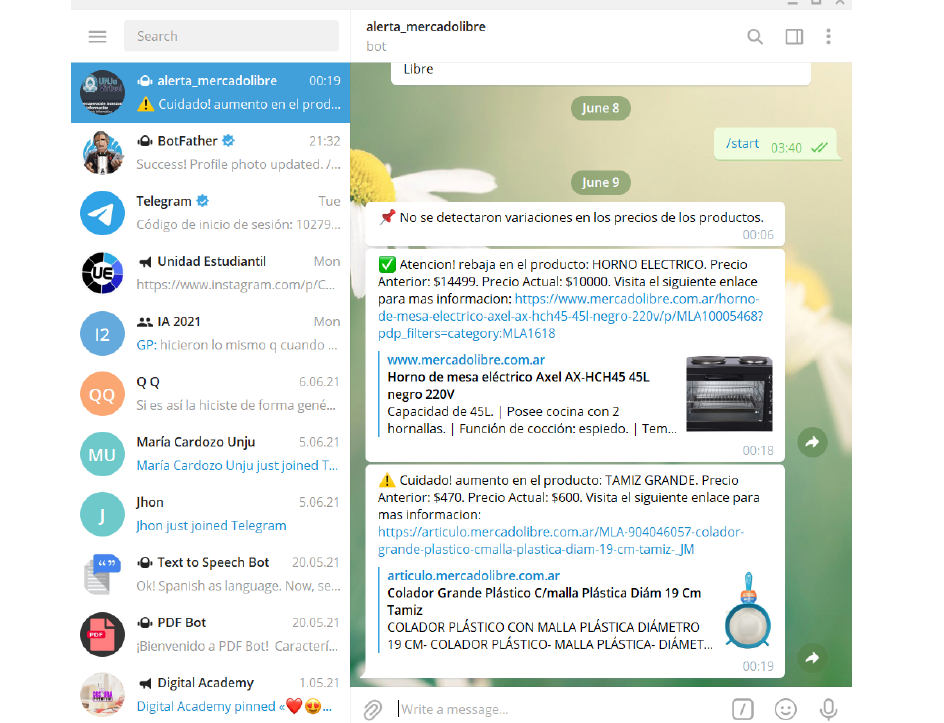 Search
alerta_mercadolibre 00:19
Cuidado! aumento en el prod...
BotFather 21:32
Success! Profile photo updated. /...
Telegram Tue
Código de inicio de sesión: 10279...
UE
Unidad Estudiantil Mon
https://www.instagram.com/p/C...
I2
IA 2021 Mon
GP: hicieron lo mismo q cuando ...
QQ
Q Q 6.06.21
Si es así la hiciste de forma gené...
MU
María Cardozo Unju 5.06.21
María Cardozo Unju just joined T...
J
Jhon 5.06.21
Jhon just joined Telegram
Text to Speech Bot 20.05.21
Ok! Spanish as language. Now, se...
PDF
PDF Bot 20.05.21
¡Bienvenido a PDF Bot! Caracterí...
Digital Academy 1.05.21
Digital Academy pinned «❤️😍...
alerta_mercadolibre
bot
Libre
June 8
/start 03:40
June 9
📌 No se detectaron variaciones en los precios de los productos.
00:06
✅ Atencion! rebaja en el producto: HORNO ELECTRICO. Precio
Anterior: $14499. Precio Actual: $10000. Visita el siguiente enlace
para mas informacion: https://www.mercadolibre.com.ar/horno-
de-mesa-electrico-axel-ax-hch45-45l-negro-220v/p/MLA10005468?
pdp_filters=category:MLA1618
www.mercadolibre.com.ar
Horno de mesa eléctrico Axel AX-HCH45 45L
negro 220V
Capacidad de 45L. | Posee cocina con 2
hornallas. | Función de cocción: espiedo. | Tem...
00:18
⚠️ Cuidado! aumento en el producto: TAMIZ GRANDE. Precio
Anterior: $470. Precio Actual: $600. Visita el siguiente enlace para
mas informacion:
https://articulo.mercadolibre.com.ar/MLA-904046057-colador-
grande-plastico-cmalla-plastica-diam-19-cm-tamiz-_JM
articulo.mercadolibre.com.ar
Colador Grande Plástico C/malla Plástica Diám 19 Cm
Tamiz
COLADOR PLÁSTICO CON MALLA PLÁSTICA DIÁMETRO
19 CM- COLADOR PLÁSTICO- MALLA PLÁSTICA- DIÁMET...
00:19
Write a message...